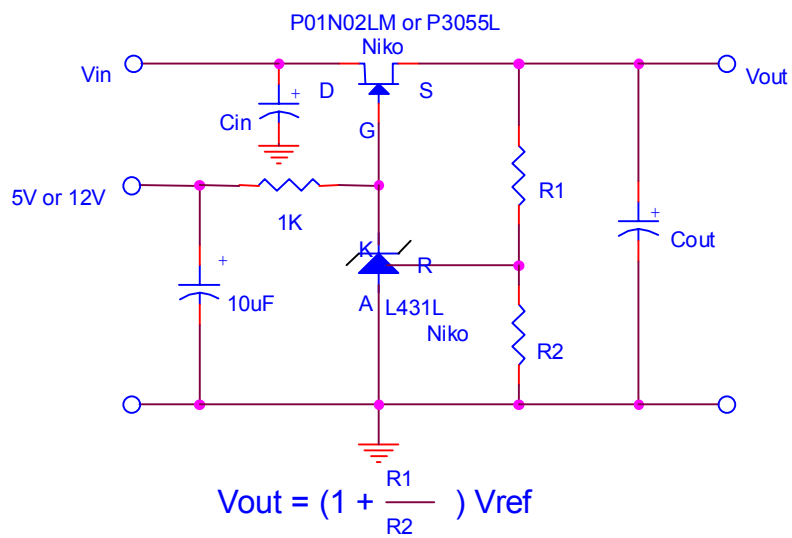 P01N02LM or P3055L
Niko
Vin
D
S
Vout
+
Cin
G
5V or 12V
1K
R1
+
Cout
K
R
+
10uF
A
L431L
Niko
R2
Vout = (1 + R1/R2 ) Vref